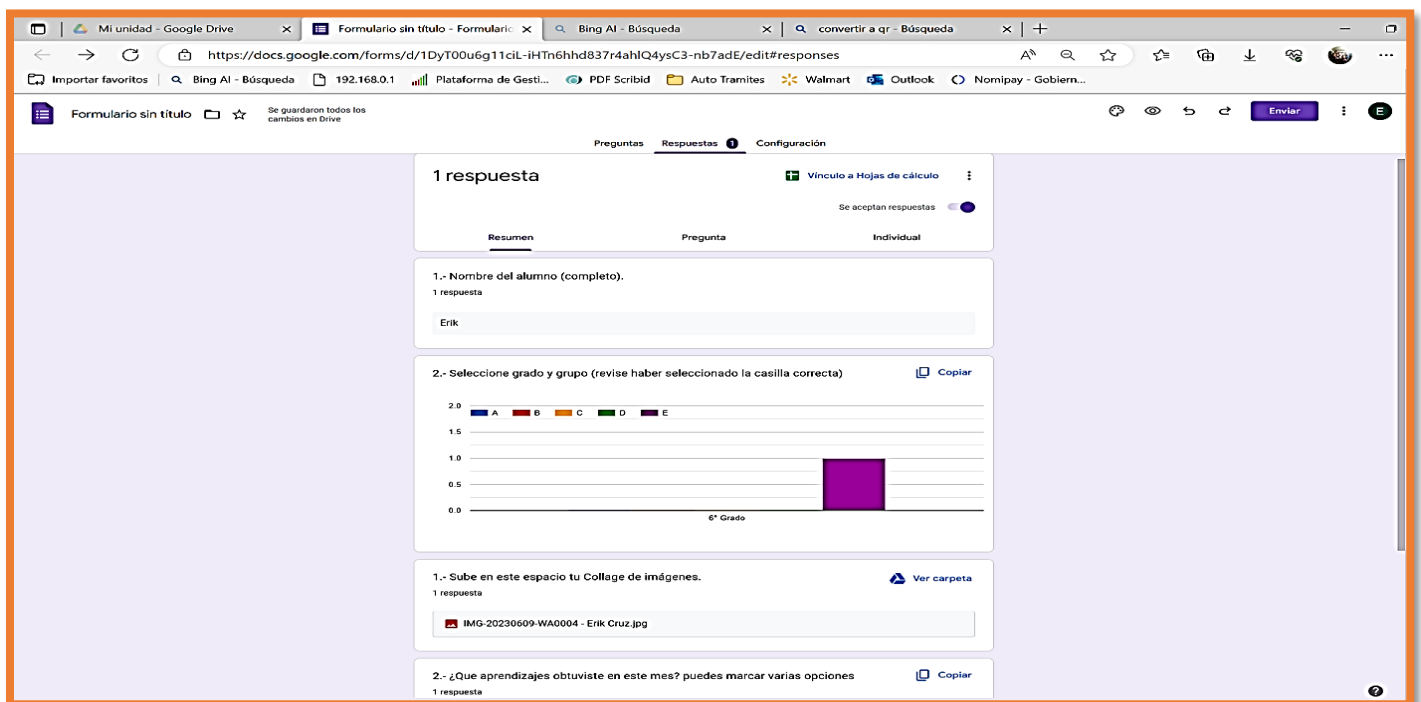 Mi unidad - Google Drive
Formulario sin título - Formulario
Bing AI - Búsqueda
convertir a qr - Búsqueda
https://docs.google.com/forms/d/1DyT00u6g11ciL-iHTn6hhd837r4ahlQ4ysC3-nb7adE/edit#responses
Importar favoritos
Bing AI - Búsqueda
192.168.0.1
Plataforma de Gesti...
PDF Scribid
Auto Tramites
Walmart
Outlook
Nomipay - Gobiern...
Formulario sin título
Se guardaron todos los
cambios en Drive
Enviar
E
Preguntas Respuestas 1 Configuración
1 respuesta
Vínculo a Hojas de cálculo
Se aceptan respuestas
Resumen Pregunta Individual
1.- Nombre del alumno (completo).
1 respuesta
Erik
2.- Seleccione grado y grupo (revise haber seleccionado la casilla correcta)
Copiar
2.0
A B C D E
1.5
1.0
0.5
0.0
6° Grado
1.- Sube en este espacio tu Collage de imágenes.
Ver carpeta
1 respuesta
IMG-20230609-WA0004 - Erik Cruz.jpg
2.- ¿Que aprendizajes obtuviste en este mes? puedes marcar varias opciones
Copiar
1 respuesta